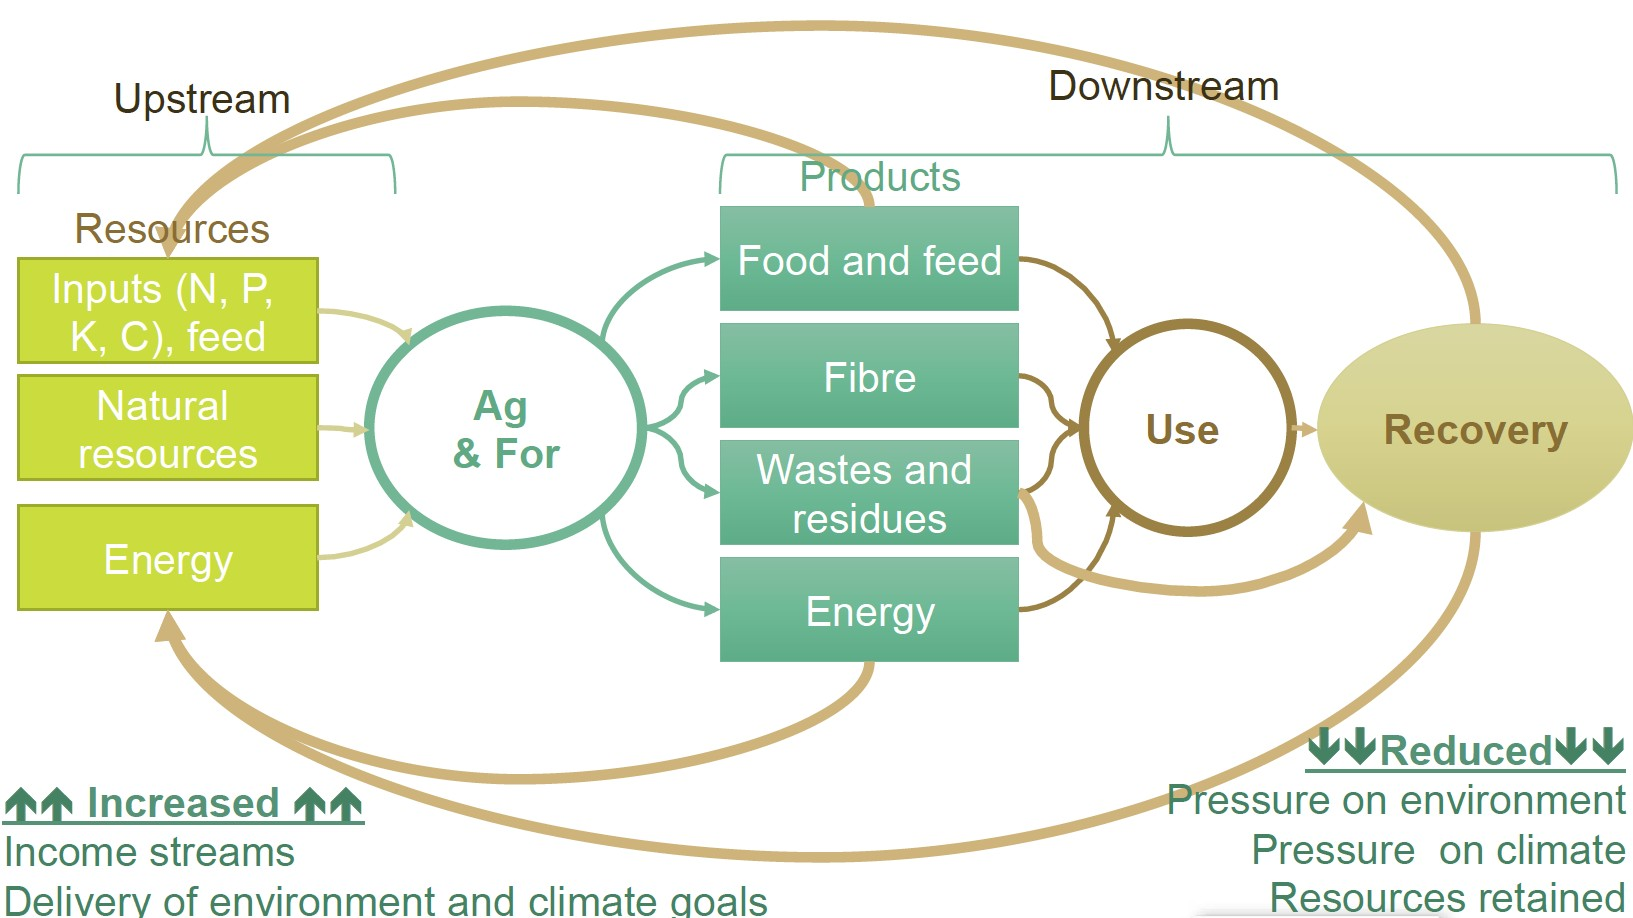 Upstream
Downstream
Resources
Inputs (N, P,
K, C), feed
Natural
resources
Energy
Ag
& For
Products
Food and feed
Fibre
Wastes and
residues
Energy
Use
Recovery
Increased
Income streams
Delivery of environment and climate goals
Reduced
Pressure on environment
Pressure on climate
Resources retained